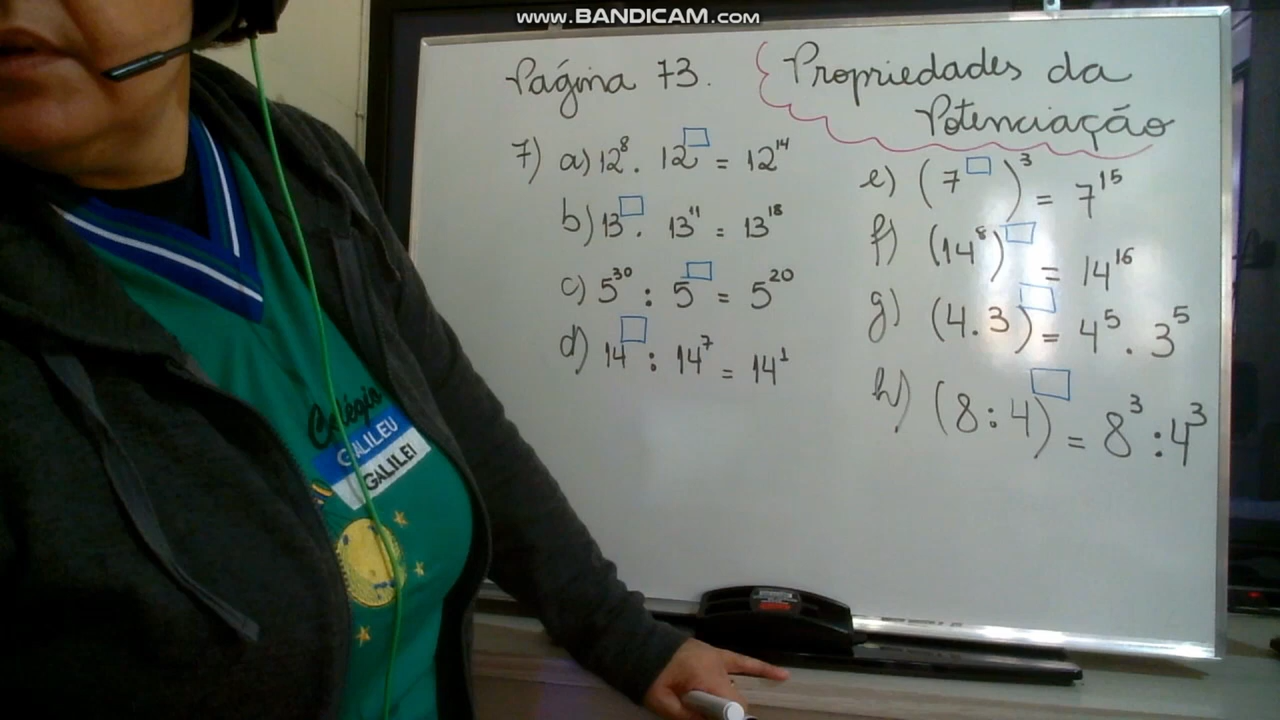 www.BANDICAM.com
Página 73.
Propriedades da
Potenciação
7) a) 12⁸ . 12□ = 12¹⁴
b) 13□ . 13¹¹ = 13¹⁸
c) 5³⁰ : 5□ = 5²⁰
d) 14□ : 14⁷ = 14¹
e) (7□)³ = 7¹⁵
f) (14⁸)□ = 14¹⁶
g) (4.3)□ = 4⁵ . 3⁵
h) (8:4)□ = 8³ : 4³
Colégio
GALILEU
GALILEI